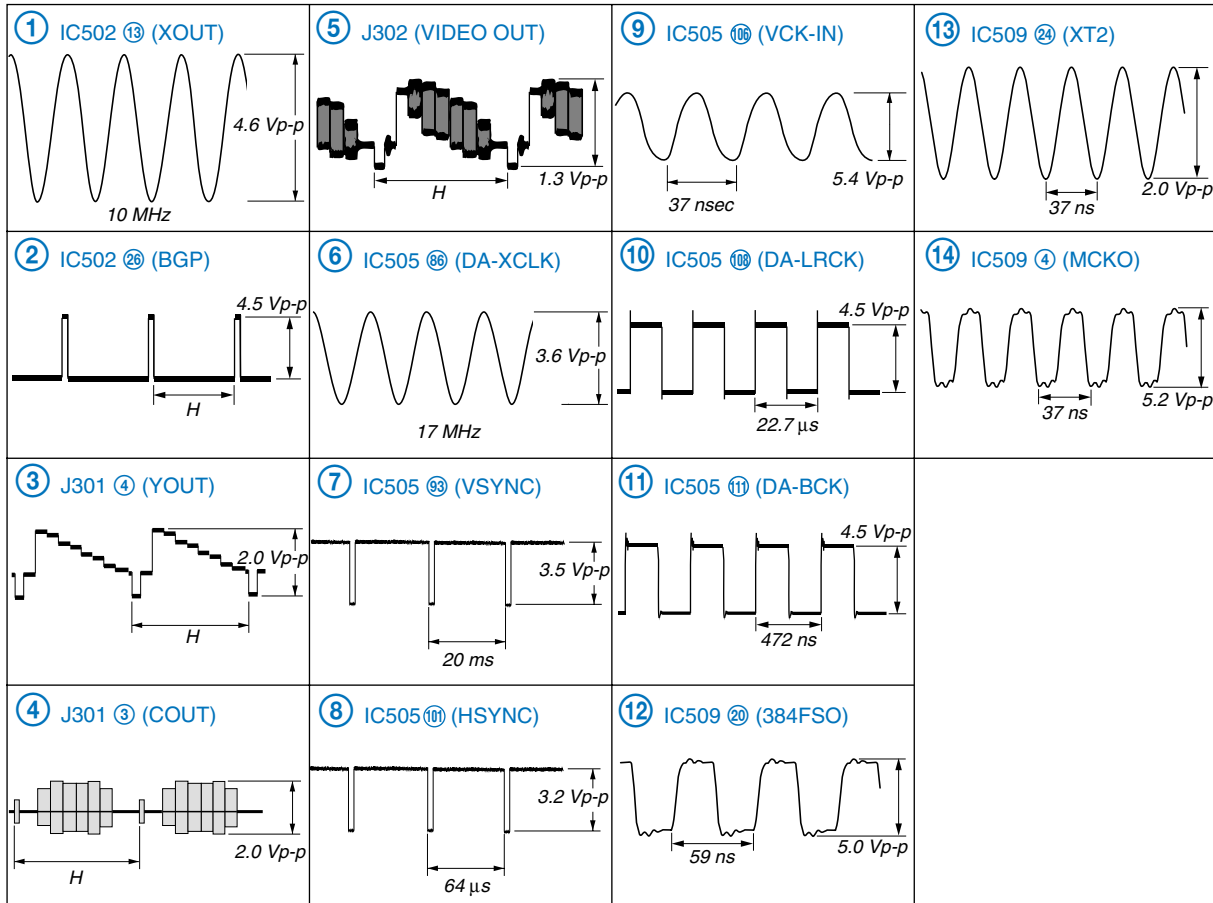 ① IC502 ⑬ (XOUT)
4.6 Vp-p
10 MHz
② IC502 ㉖ (BGP)
4.5 Vp-p
H
③ J301 ④ (YOUT)
2.0 Vp-p
H
④ J301 ③ (COUT)
2.0 Vp-p
H
⑤ J302 (VIDEO OUT)
1.3 Vp-p
H
⑥ IC505 86 (DA-XCLK)
3.6 Vp-p
17 MHz
⑦ IC505 93 (VSYNC)
3.5 Vp-p
20 ms
⑧ IC505 101 (HSYNC)
3.2 Vp-p
64 µs
⑨ IC505 106 (VCK-IN)
5.4 Vp-p
37 nsec
⑩ IC505 108 (DA-LRCK)
4.5 Vp-p
22.7 µs
⑪ IC505 111 (DA-BCK)
4.5 Vp-p
472 ns
⑫ IC509 ⑳ (384FSO)
59 ns
5.0 Vp-p
⑬ IC509 ㉔ (XT2)
37 ns
2.0 Vp-p
⑭ IC509 ④ (MCKO)
37 ns
5.2 Vp-p